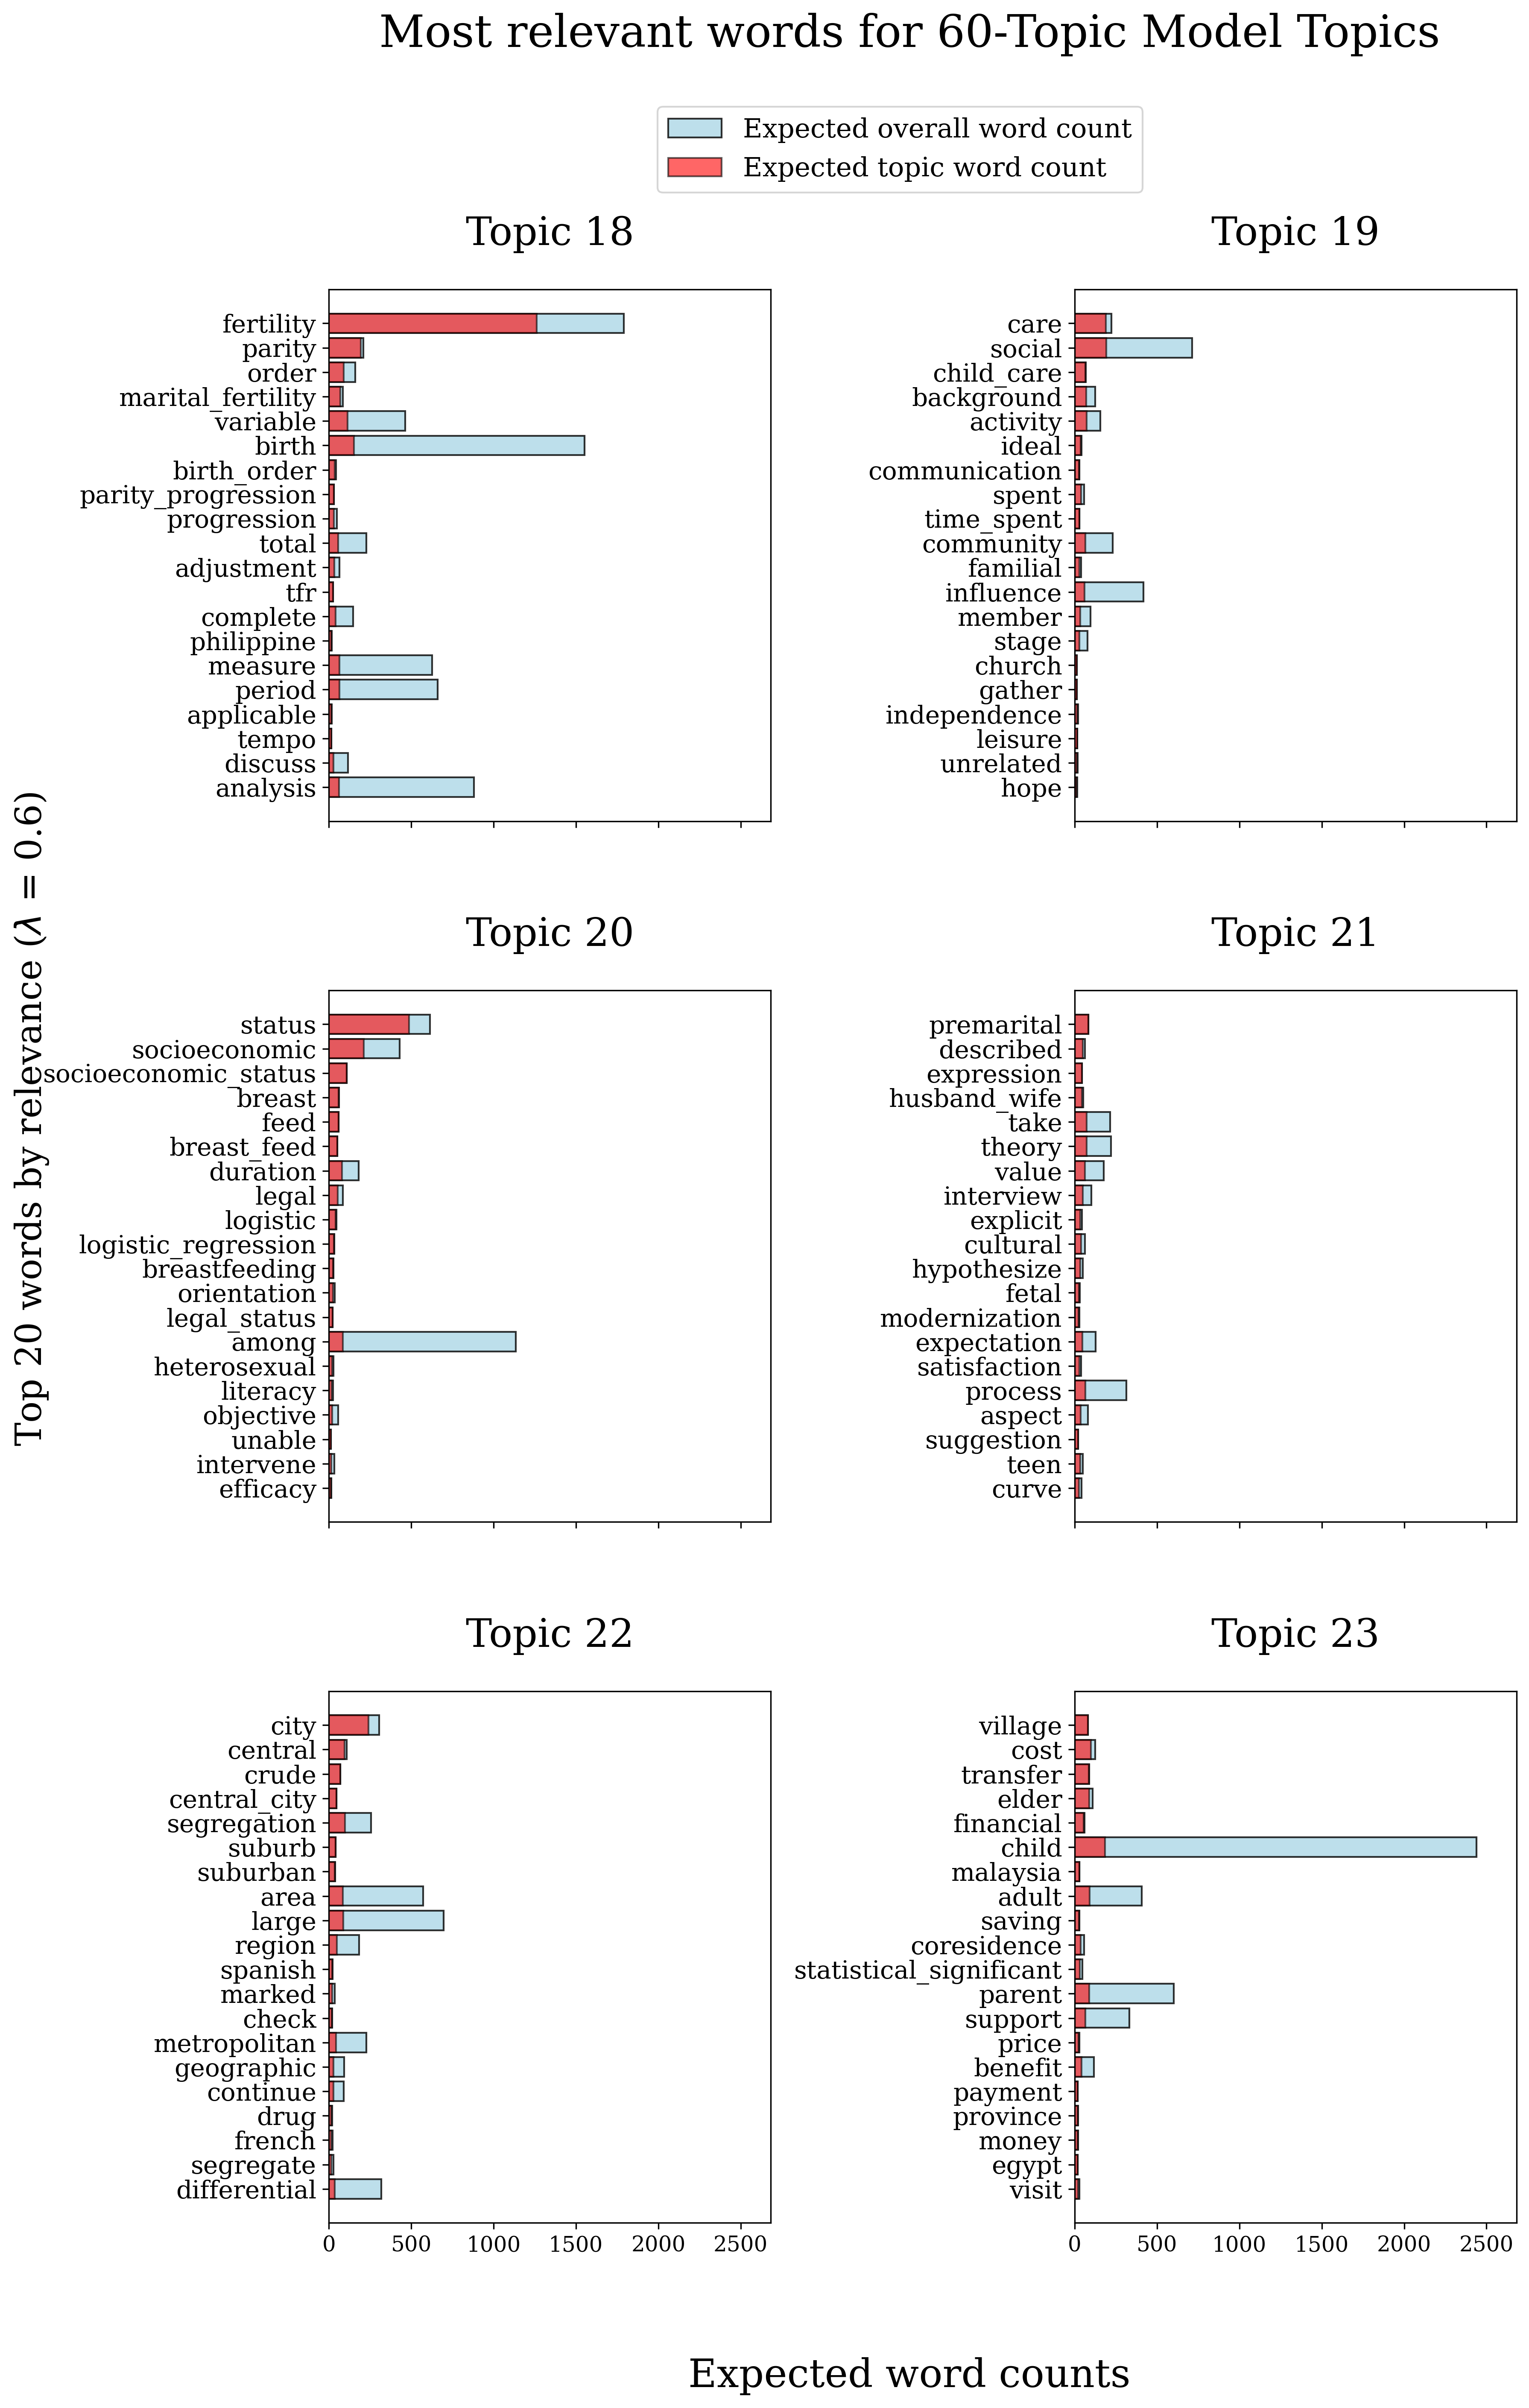 Most relevant words for 60-Topic Model Topics
Expected overall word count
Expected topic word count
Top 20 words by relevance (λ = 0.6)
Topic 18
fertility
parity
order
marital_fertility
variable
birth
birth_order
parity_progression
progression
total
adjustment
tfr
complete
philippine
measure
period
applicable
tempo
discuss
analysis
Topic 19
care
social
child_care
background
activity
ideal
communication
spent
time_spent
community
familial
influence
member
stage
church
gather
independence
leisure
unrelated
hope
Topic 20
status
socioeconomic
socioeconomic_status
breast
feed
breast_feed
duration
legal
logistic
logistic_regression
breastfeeding
orientation
legal_status
among
heterosexual
literacy
objective
unable
intervene
efficacy
Topic 21
premarital
described
expression
husband_wife
take
theory
value
interview
explicit
cultural
hypothesize
fetal
modernization
expectation
satisfaction
process
aspect
suggestion
teen
curve
Topic 22
city
central
crude
central_city
segregation
suburb
suburban
area
large
region
spanish
marked
check
metropolitan
geographic
continue
drug
french
segregate
differential
0 500 1000 1500 2000 2500
Topic 23
village
cost
transfer
elder
financial
child
malaysia
adult
saving
coresidence
statistical_significant
parent
support
price
benefit
payment
province
money
egypt
visit
0 500 1000 1500 2000 2500
Expected word counts